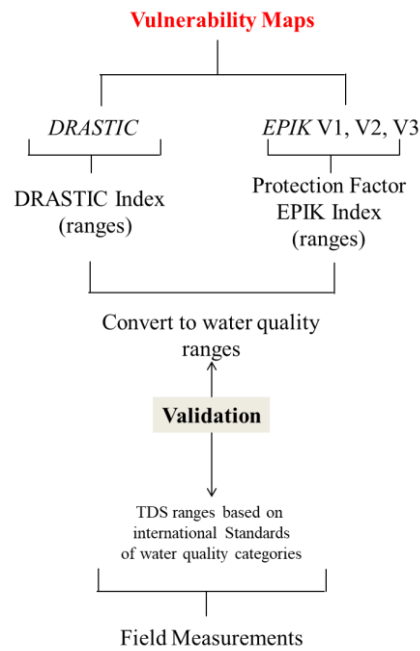 Vulnerability Maps
DRASTIC
EPIK V1, V2, V3
DRASTIC Index
(ranges)
Protection Factor
EPIK Index
(ranges)
Convert to water quality
ranges
Validation
TDS ranges based on
international Standards
of water quality categories
Field Measurements